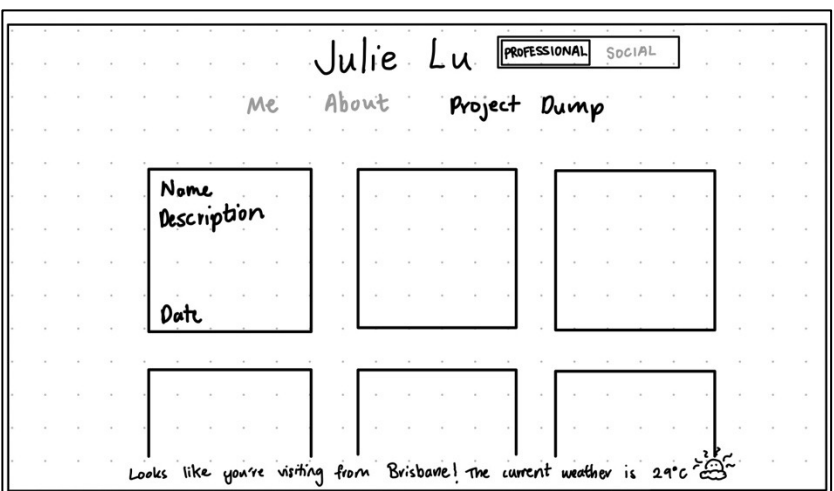 Julie Lu PROFESSIONAL SOCIAL
Me About Project Dump
Name
Description
Date
Looks like you're visiting from Brisbane! The current weather is 29°C